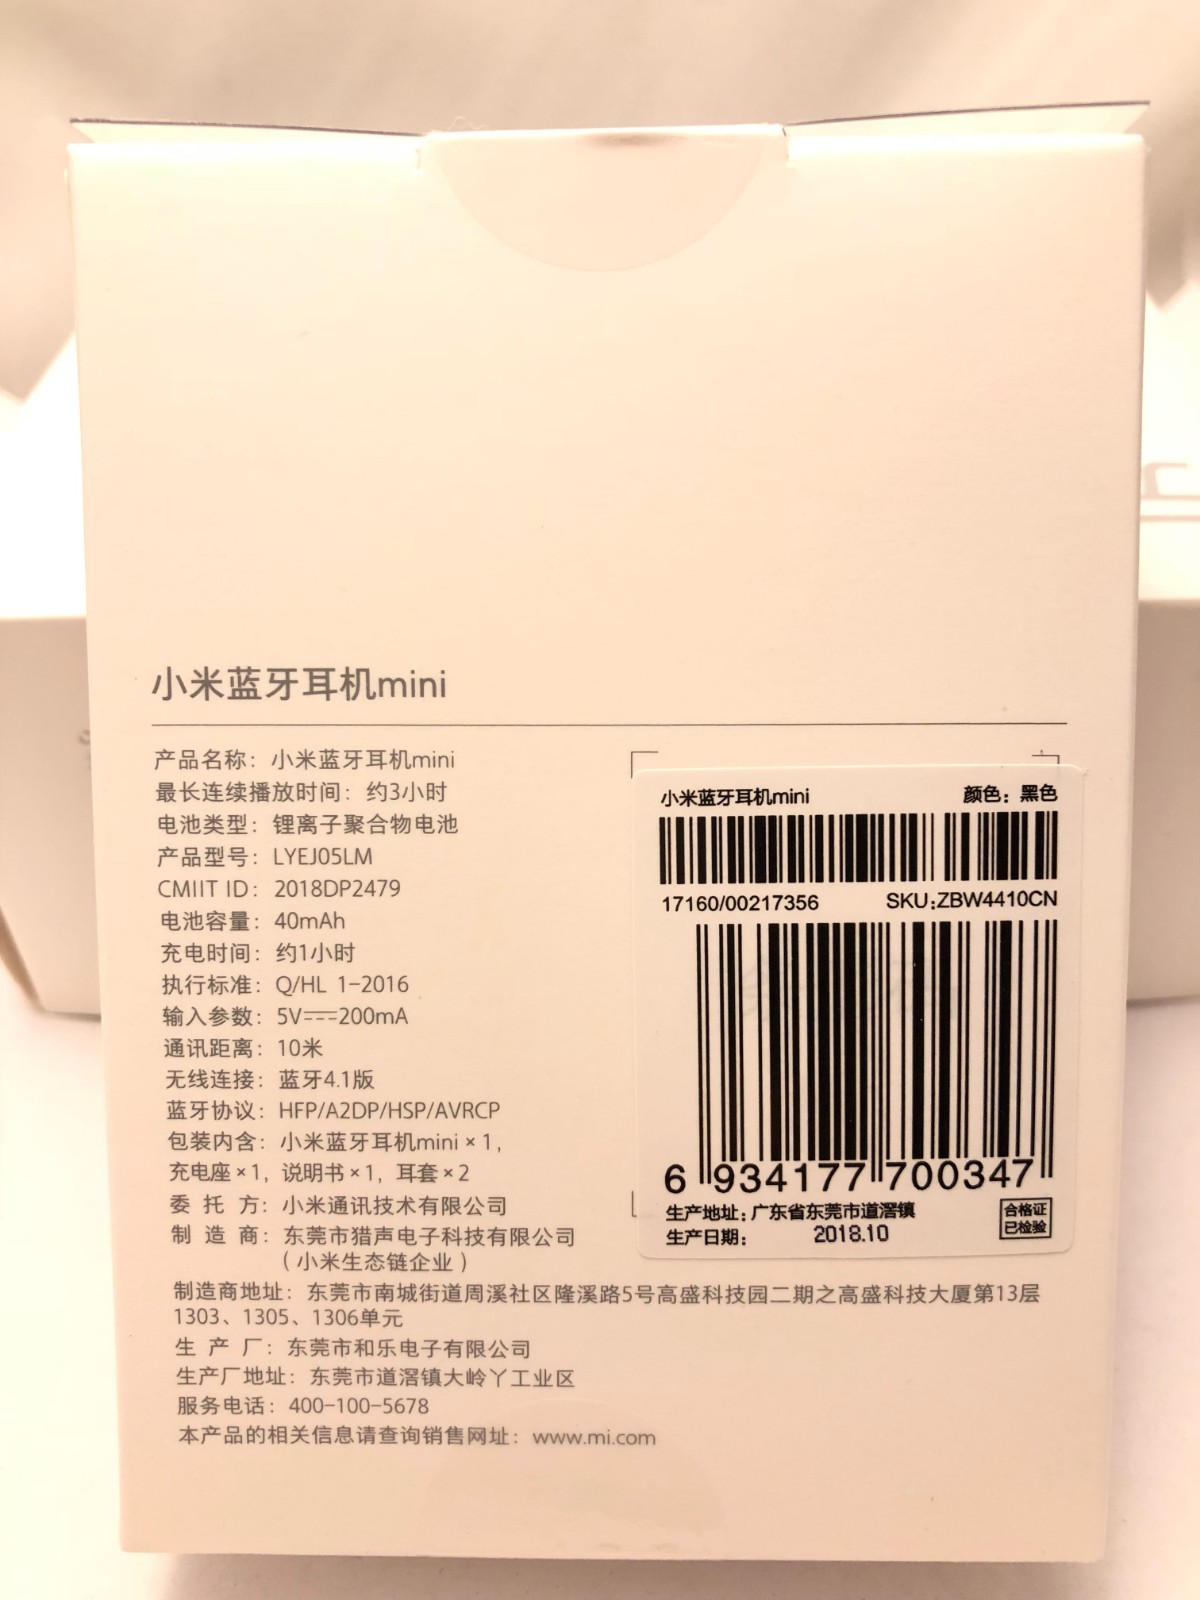 小米蓝牙耳机mini
产品名称：小米蓝牙耳机mini
最长连续播放时间：约3小时
电池类型：锂离子聚合物电池
产品型号：LYEJ05LM
CMIIT ID：2018DP2479
电池容量：40mAh
充电时间：约1小时
执行标准：Q/HL 1-2016
输入参数：5V⎓200mA
通讯距离：10米
无线连接：蓝牙4.1版
蓝牙协议：HFP/A2DP/HSP/AVRCP
包装内含：小米蓝牙耳机mini×1，
充电座×1，说明书×1，耳套×2
委 托 方：小米通讯技术有限公司
制 造 商：东莞市猎声电子科技有限公司
（小米生态链企业）
制造商地址：东莞市南城街道周溪社区隆溪路5号高盛科技园二期之高盛科技大厦第13层
1303、1305、1306单元
生 产 厂：东莞市和乐电子有限公司
生产厂地址：东莞市道滘镇大岭丫工业区
服务电话：400-100-5678
本产品的相关信息请查询销售网址：www.mi.com
小米蓝牙耳机mini 颜色：黑色
17160/00217356 SKU:ZBW4410CN
6 934177 700347
生产地址：广东省东莞市道滘镇
生产日期： 2018.10
合格证
已检验